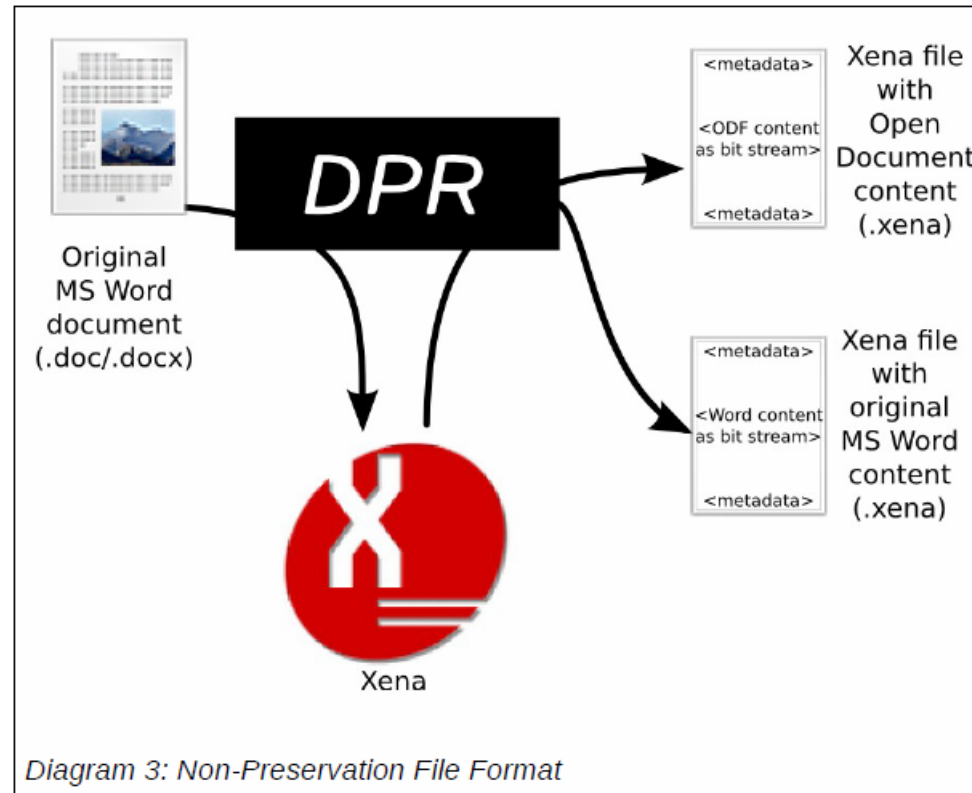 Original
MS Word
document
(.doc/.docx)
DPR
X
Xena
<metadata>
<ODF content
as bit stream>
<metadata>
Xena file
with
Open
Document
content
(.xena)
<metadata>
<Word content
as bit stream>
<metadata>
Xena file
with
original
MS Word
content
(.xena)
Diagram 3: Non-Preservation File Format